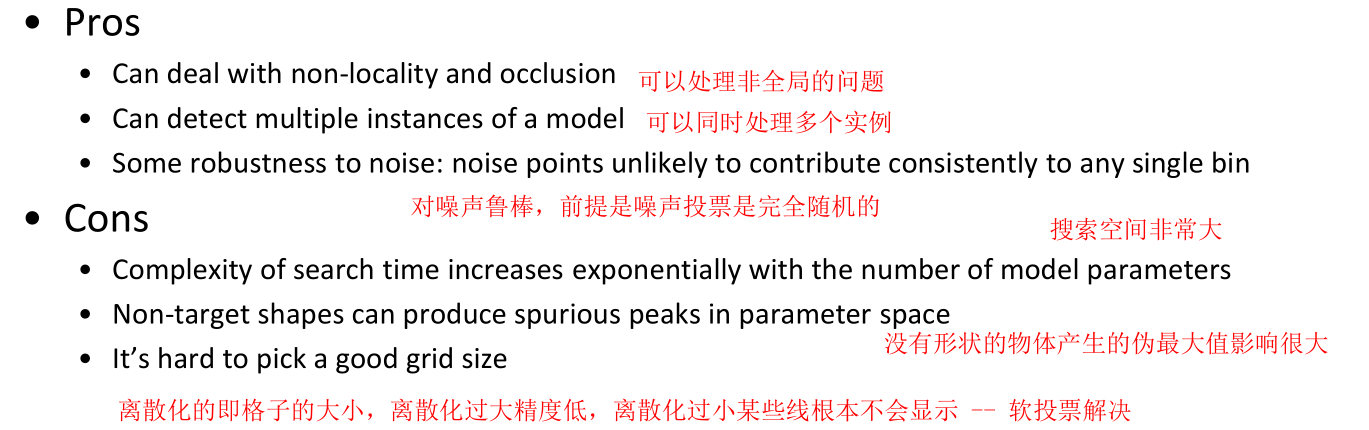 • Pros
• Can deal with non-locality and occlusion 可以处理非全局的问题
• Can detect multiple instances of a model 可以同时处理多个实例
• Some robustness to noise: noise points unlikely to contribute consistently to any single bin
对噪声鲁棒，前提是噪声投票是完全随机的
• Cons
搜索空间非常大
• Complexity of search time increases exponentially with the number of model parameters
• Non-target shapes can produce spurious peaks in parameter space
没有形状的物体产生的伪最大值影响很大
• It’s hard to pick a good grid size
离散化的即格子的大小，离散化过大精度低，离散化过小某些线根本不会显示 -- 软投票解决